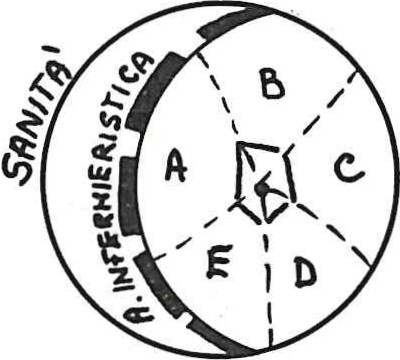 SANITA'
A. INFERMIERISTICA
A
B
C
D
E